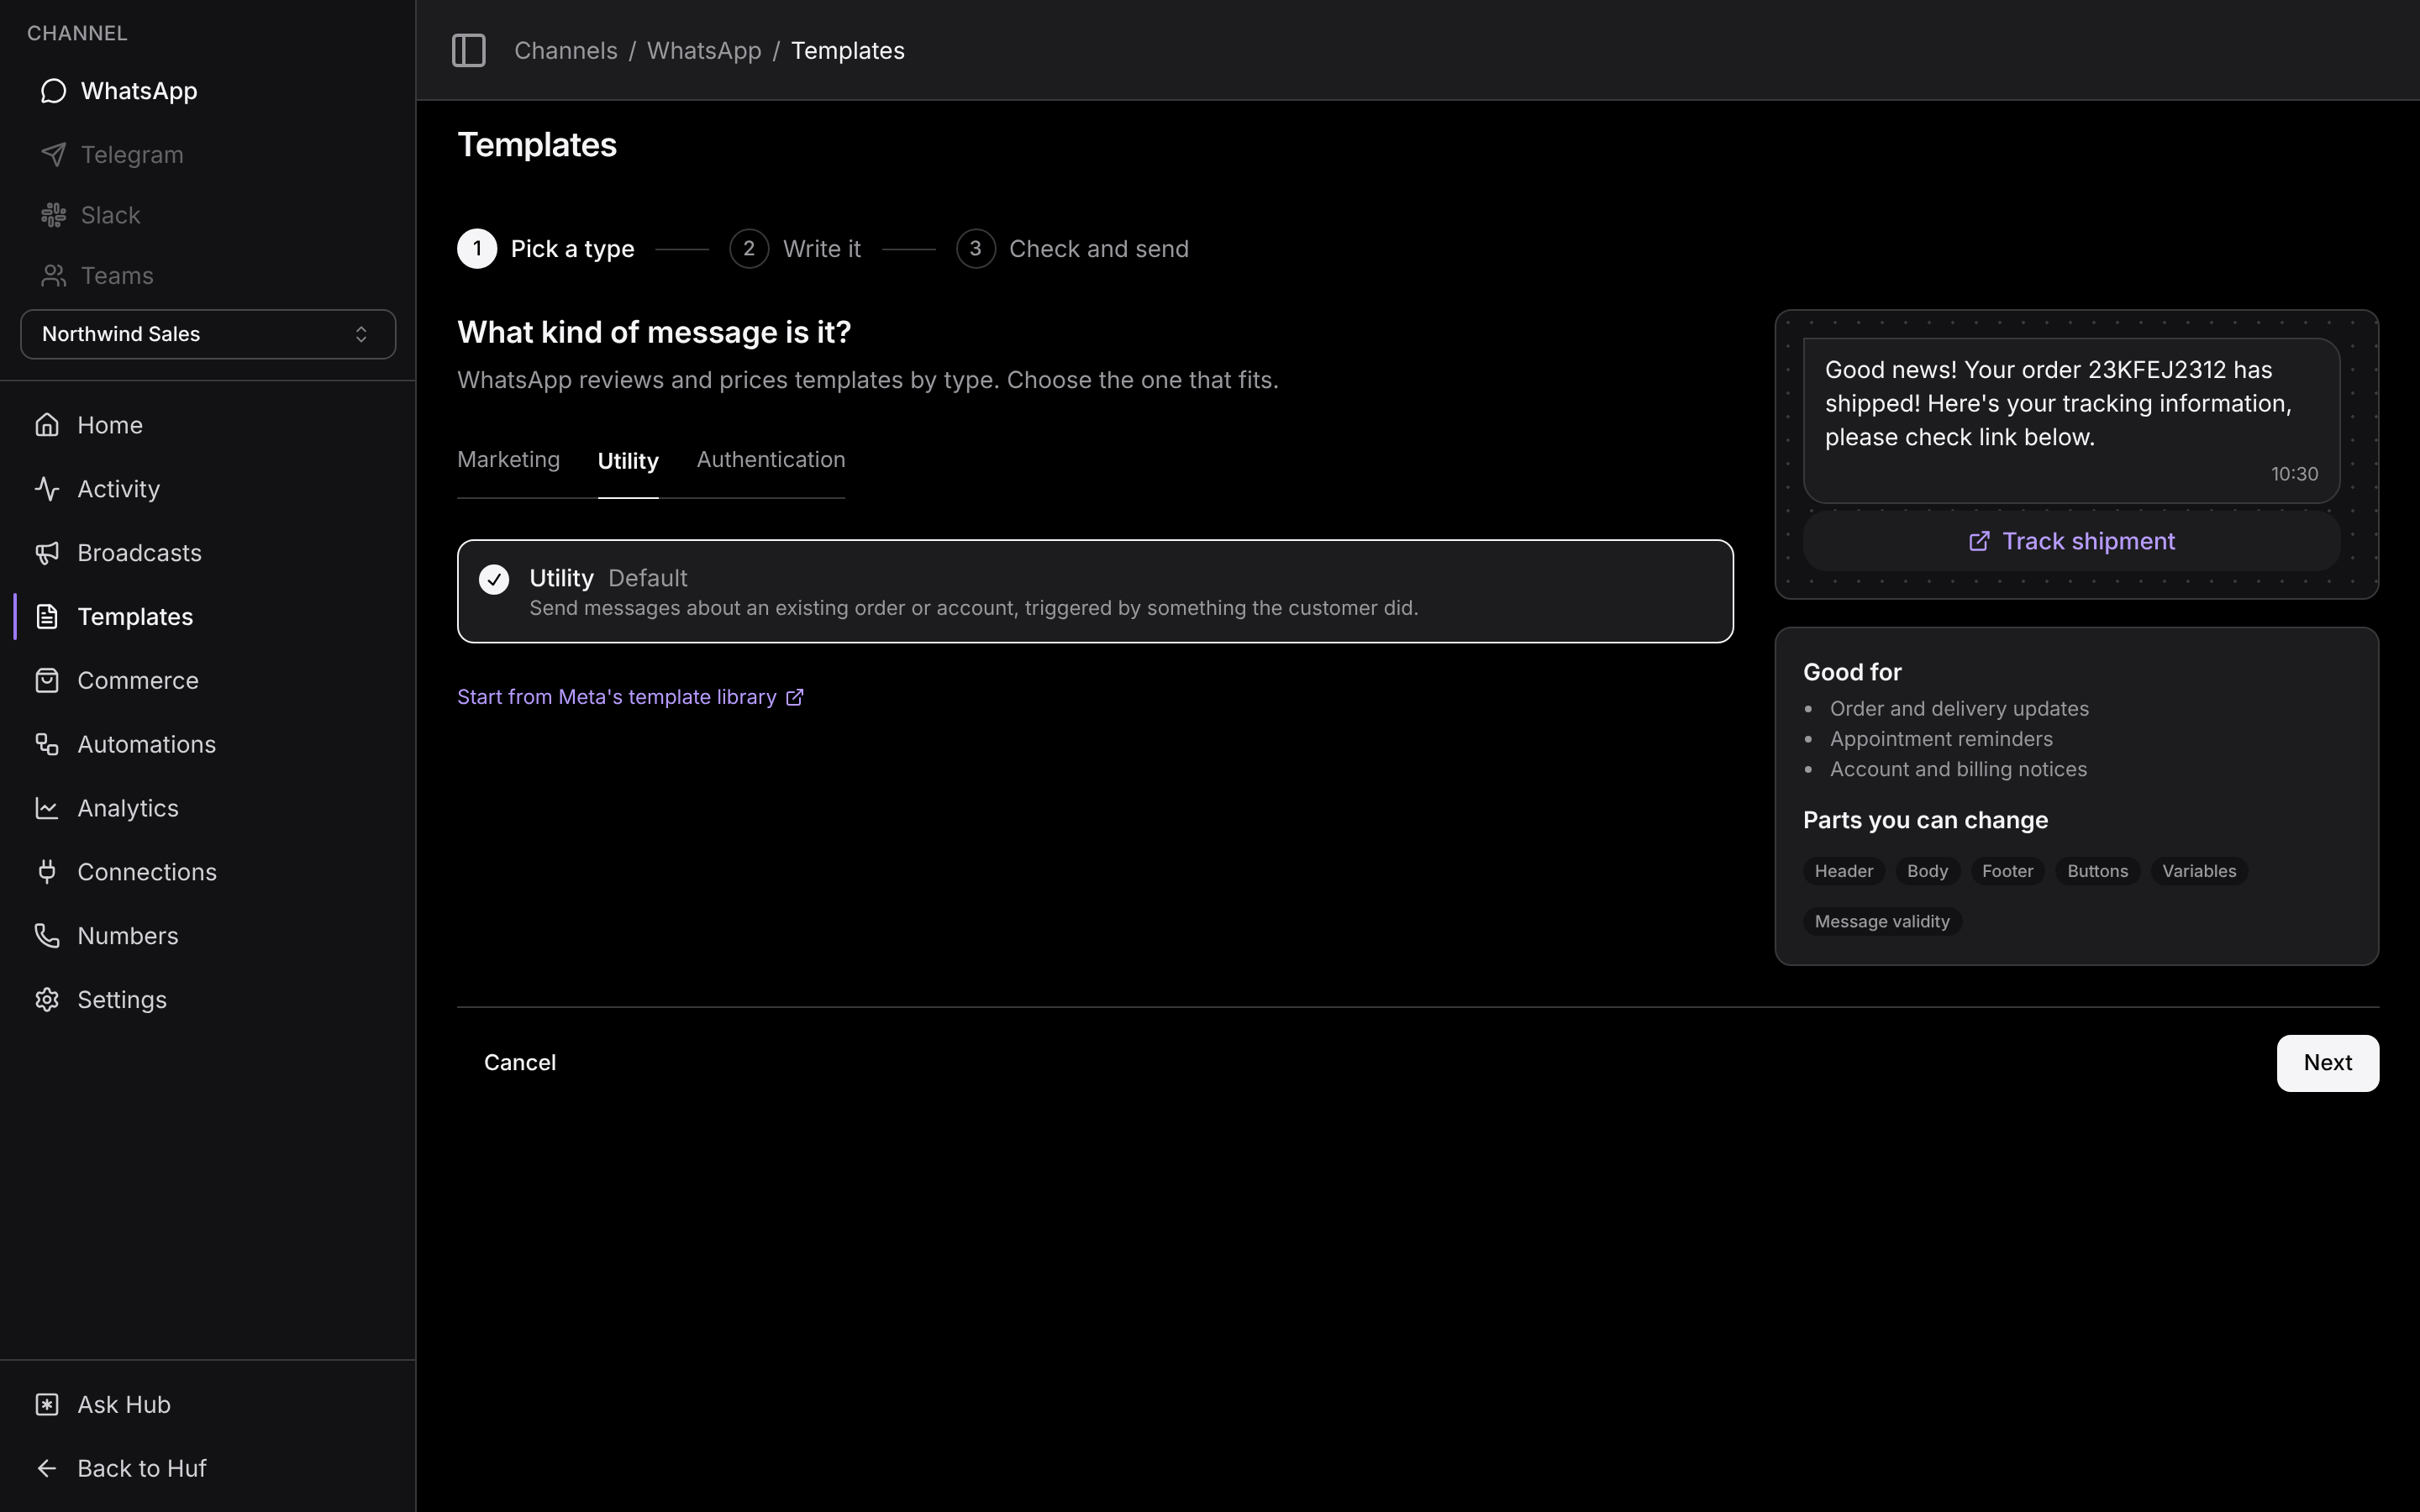 CHANNEL
WhatsApp
Telegram
Slack
Teams
Northwind Sales
Home
Activity
Broadcasts
Templates
Commerce
Automations
Analytics
Connections
Numbers
Settings
Ask Hub
Back to Huf
Channels / WhatsApp / Templates
Templates
1 Pick a type 2 Write it 3 Check and send
What kind of message is it?
WhatsApp reviews and prices templates by type. Choose the one that fits.
Marketing Utility Authentication
Utility Default
Send messages about an existing order or account, triggered by something the customer did.
Start from Meta's template library
Good news! Your order 23KFEJ2312 has
shipped! Here's your tracking information,
please check link below.
10:30
Track shipment
Good for
• Order and delivery updates
• Appointment reminders
• Account and billing notices
Parts you can change
Header Body Footer Buttons Variables
Message validity
Cancel
Next